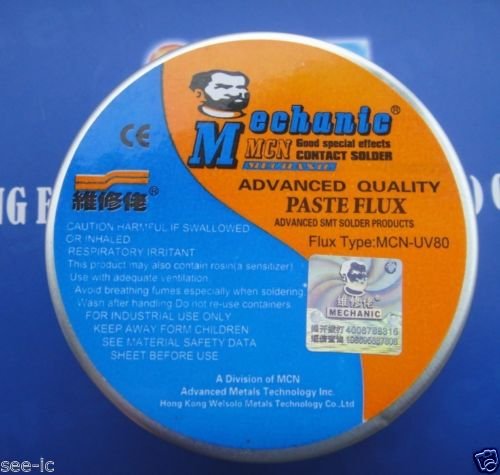 Mechanic®
MCN Good special effects
CONTACT SOLDER
MECHANIC
CE
維修佬®
ADVANCED QUALITY
PASTE FLUX
ADVANCED SMT SOLDER PRODUCTS
Flux Type:MCN-UV80
CAUTION HARMFUL IF SWALLOWED
OR INHALED
RESPIRATORY IRRITANT
This product may also contain rosin(a sensitizer)
Use with adequate ventilation
Avoid breathing fumes especially when soldering
Wasn after handling Do not re-use containers
FOR INDUSTRIAL USE ONLY
KEEP AWAY FORM CHILDREN
SEE MATERIAL SAFETY DATA
SHEET BEFORE USE
維修佬
MECHANIC
A Division of MCN
Advanced Metals Technology Inc.
Hong Kong Welsolo Metals Technology Co.,Ltd
see-ic
see-ic